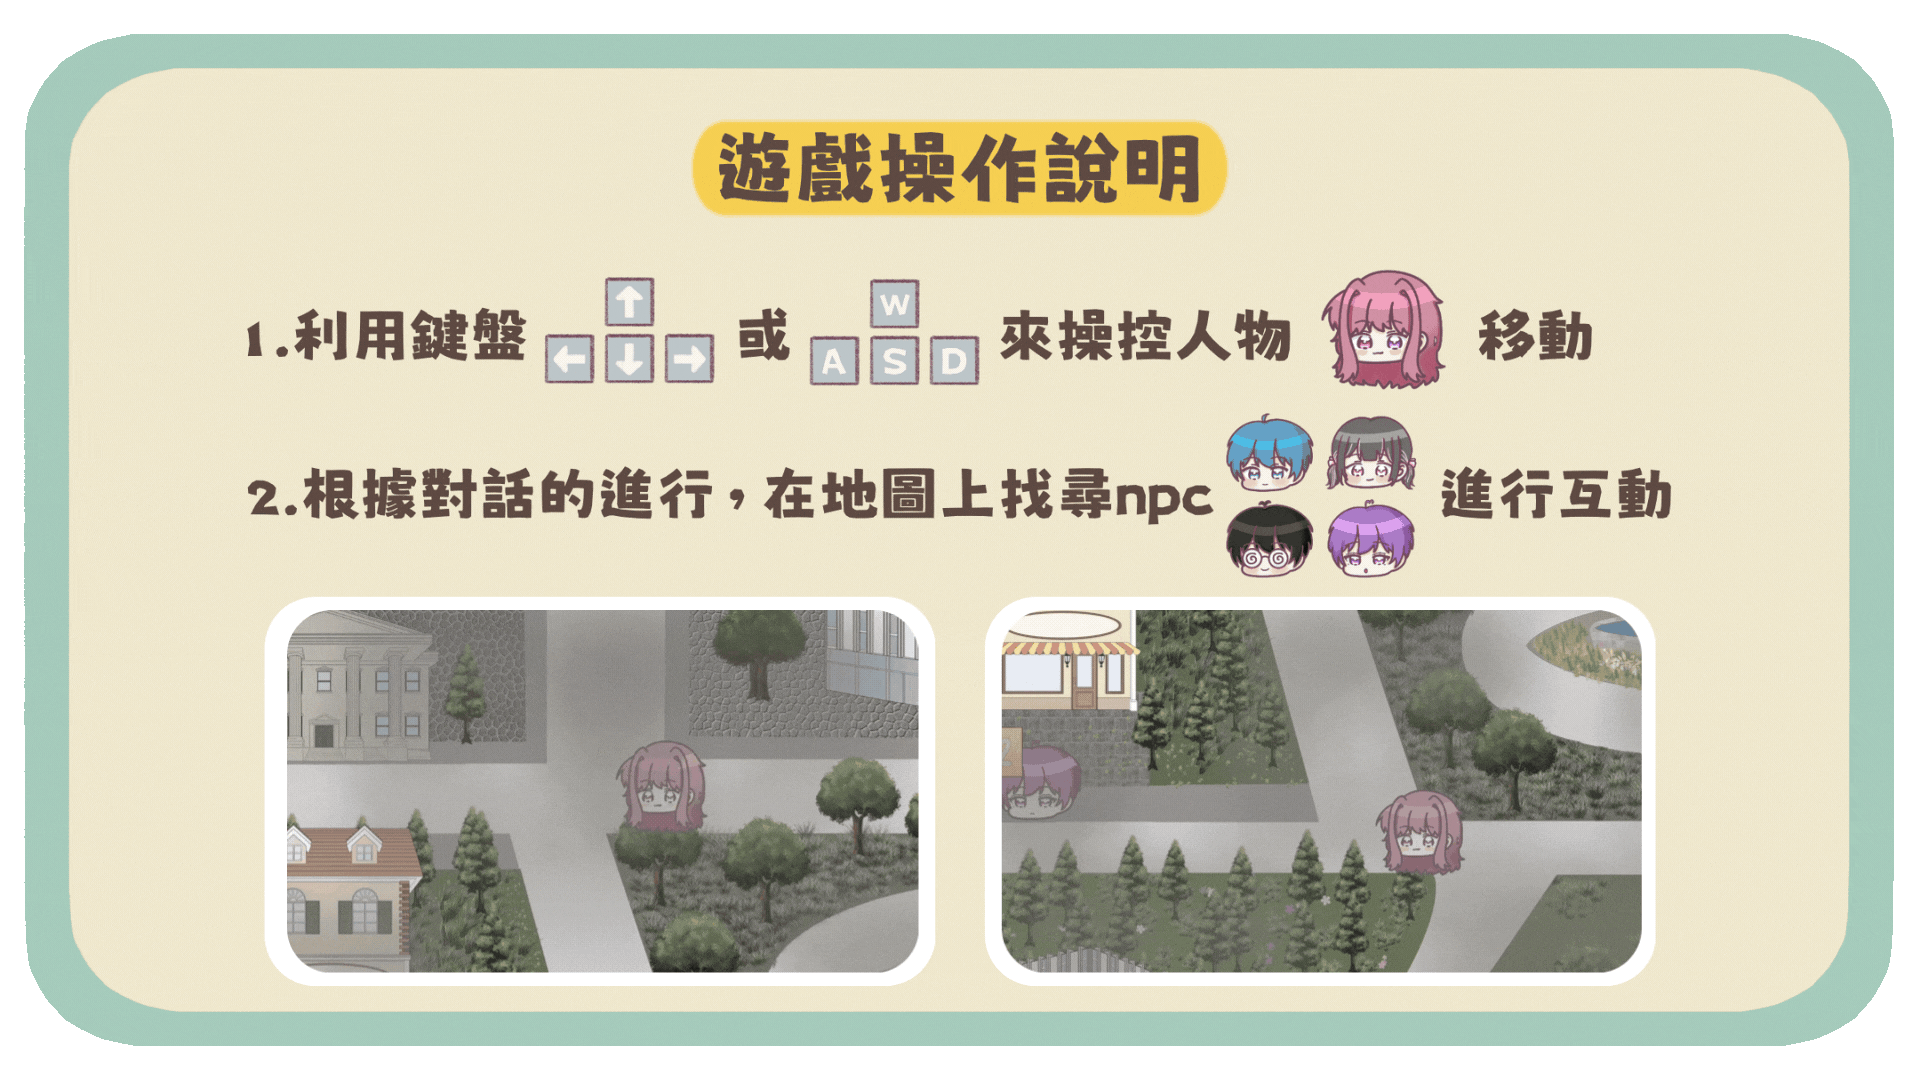 遊戲操作說明
1.利用鍵盤 ↑ ← ↓ → 或 W A S D 來操控人物 移動
2.根據對話的進行，在地圖上找尋npc 進行互動